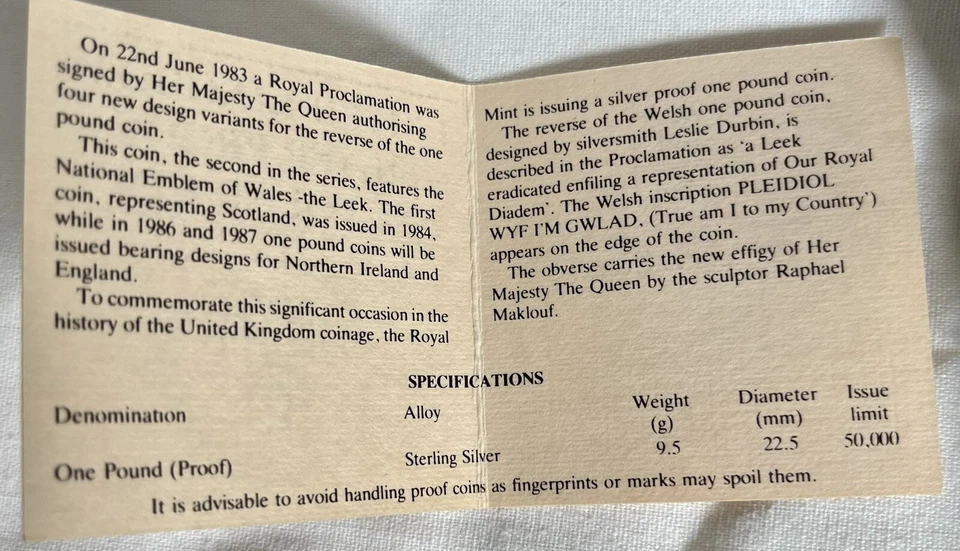 On 22nd June 1983 a Royal Proclamation was
signed by Her Majesty The Queen authorising
four new design variants for the reverse of the one
pound coin.
This coin, the second in the series, features the
National Emblem of Wales -the Leek. The first
coin, representing Scotland, was issued in 1984,
while in 1986 and 1987 one pound coins will be
issued bearing designs for Northern Ireland and
England.
To commemorate this significant occasion in the
history of the United Kingdom coinage, the Royal
Mint is issuing a silver proof one pound coin.
The reverse of the Welsh one pound coin,
designed by silversmith Leslie Durbin, is
described in the Proclamation as 'a Leek
eradicated enfiling a representation of Our Royal
Diadem'. The Welsh inscription PLEIDIOL
WYF I'M GWLAD, (True am I to my Country')
appears on the edge of the coin.
The obverse carries the new effigy of Her
Majesty The Queen by the sculptor Raphael
Maklouf.
SPECIFICATIONS
Denomination Alloy Weight Diameter Issue
(g) (mm) limit
One Pound (Proof) Sterling Silver 9.5 22.5 50,000
It is advisable to avoid handling proof coins as fingerprints or marks may spoil them.